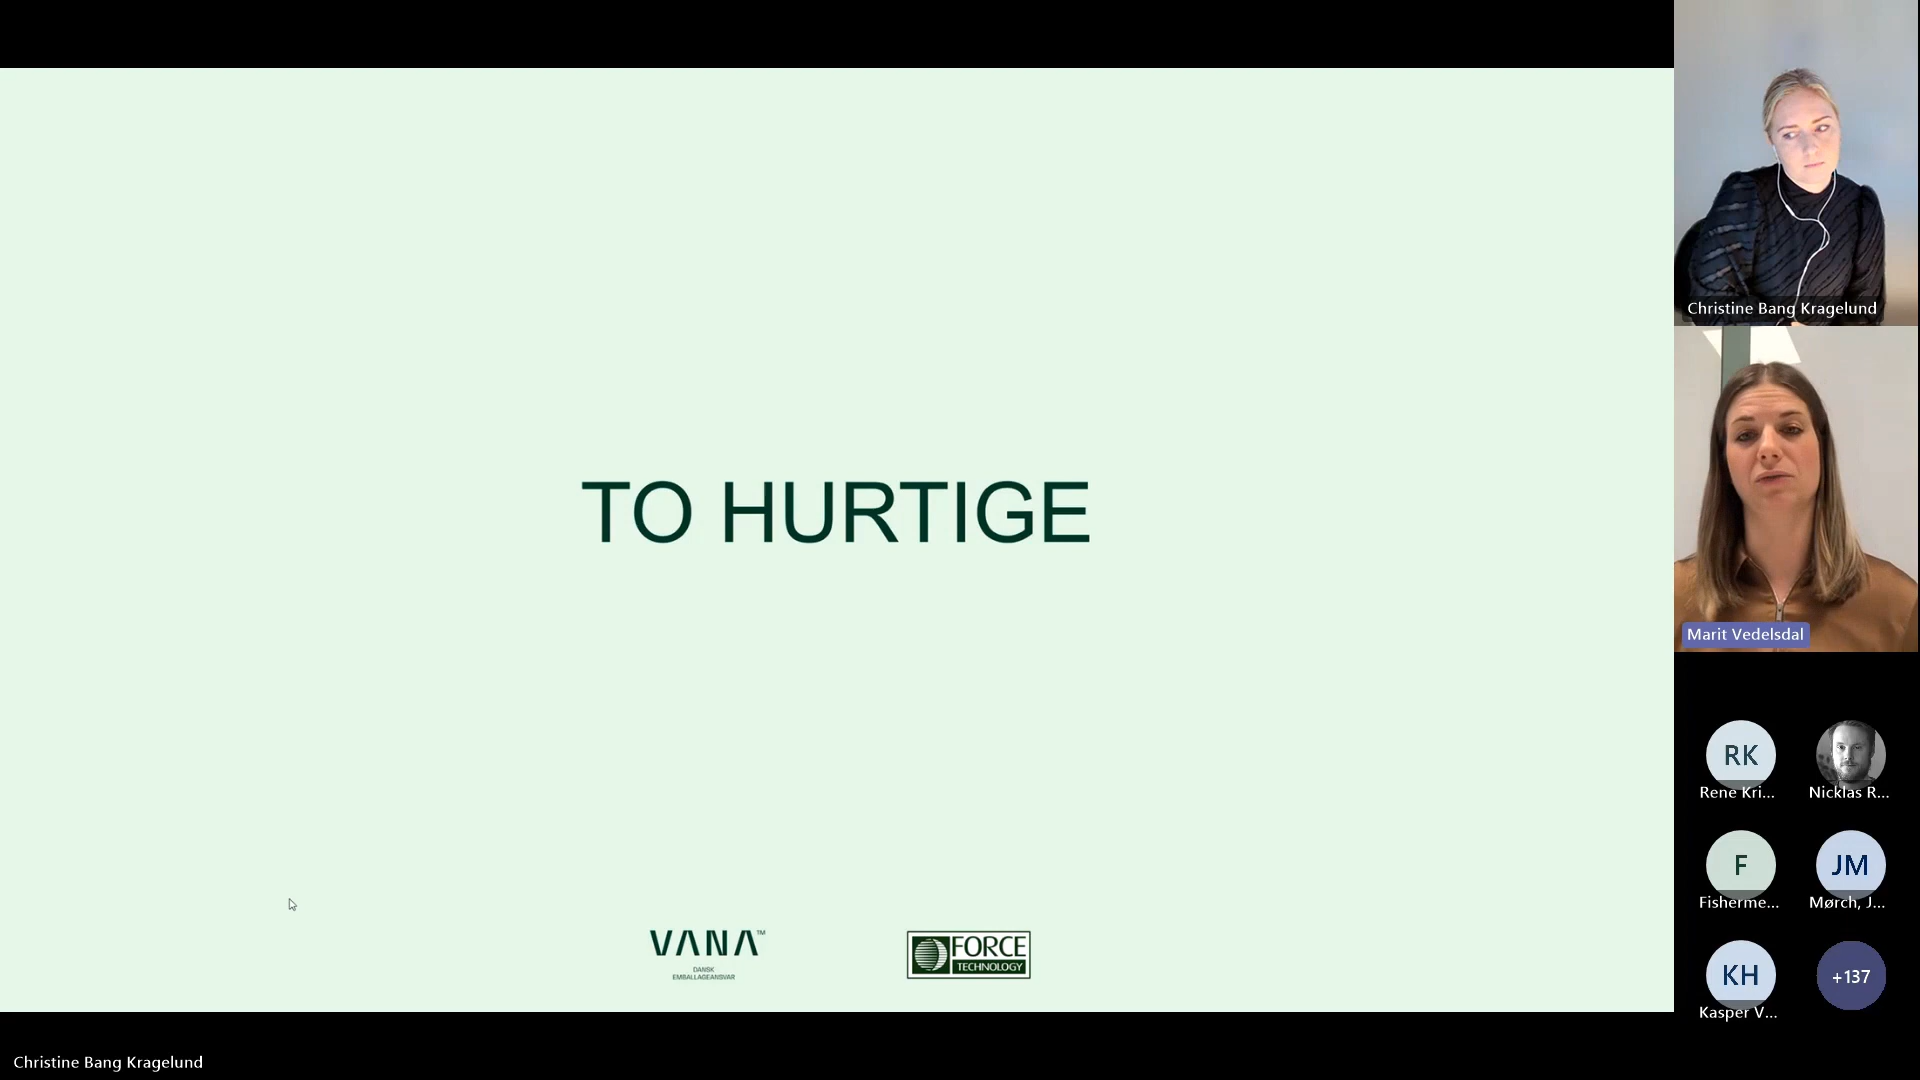 TO HURTIGE
VANA™
DANSK
EMBALLAGEANSVAR
FORCE
TECHNOLOGY
Christine Bang Kragelund
Marit Vedelsdal
RK
Rene Kri...
Nicklas R...
F
Fisherme...
JM
Mørch, J...
KH
Kasper V...
+137
Christine Bang Kragelund